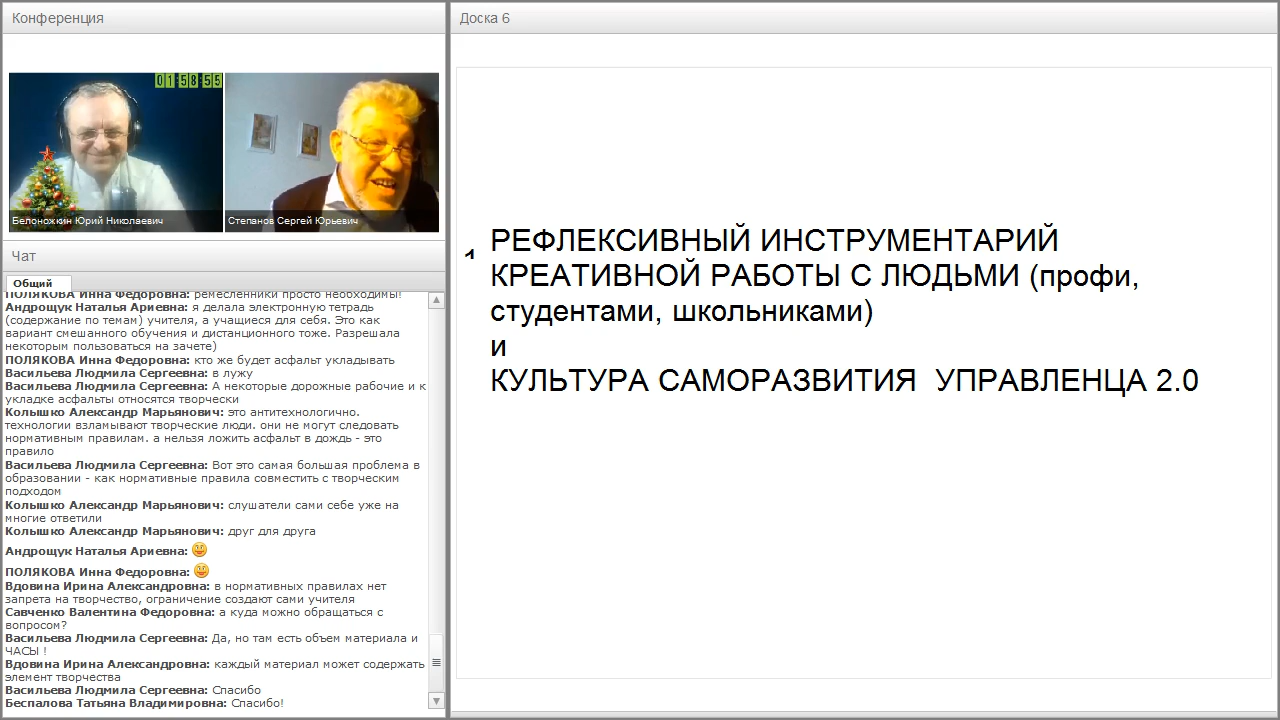 Конференция
01:58:55
Белоножкин Юрий Николаевич
Степанов Сергей Юрьевич
Чат
Общий
ПОЛЯКОВА Инна Федоровна: ремесленники просто необходимы!
Андрощук Наталья Ариевна: я делала электронную тетрадь
(содержание по темам) учителя, а учащиеся для себя. Это как
вариант смешанного обучения и дистанционного тоже. Разрешала
некоторым пользоваться на зачете)
ПОЛЯКОВА Инна Федоровна: кто же будет асфальт укладывать
Васильева Людмила Сергеевна: в лужу
Васильева Людмила Сергеевна: А некоторые дорожные рабочие и к
укладке асфальты относятся творчески
Колышко Александр Марьянович: это антитехнологично.
технологии взламывают творческие люди. они не могут следовать
нормативным правилам. а нельзя ложить асфальт в дождь - это
правило
Васильева Людмила Сергеевна: Вот это самая большая проблема в
образовании - как нормативные правила совместить с творческим
подходом
Колышко Александр Марьянович: слушатели сами себе уже на
многие ответили
Колышко Александр Марьянович: друг для друга
Андрощук Наталья Ариевна:
ПОЛЯКОВА Инна Федоровна:
Вдовина Ирина Александровна: в нормативных правилах нет
запрета на творчество, ограничение создают сами учителя
Савченко Валентина Федоровна: а куда можно обращаться с
вопросом?
Васильева Людмила Сергеевна: Да, но там есть объем материала и
ЧАСЫ !
Вдовина Ирина Александровна: каждый материал может содержать
элемент творчества
Васильева Людмила Сергеевна: Спасибо
Беспалова Татьяна Владимировна: Спасибо!
Доска 6
РЕФЛЕКСИВНЫЙ ИНСТРУМЕНТАРИЙ
КРЕАТИВНОЙ РАБОТЫ С ЛЮДЬМИ (профи,
студентами, школьниками)
и
КУЛЬТУРА САМОРАЗВИТИЯ УПРАВЛЕНЦА 2.0